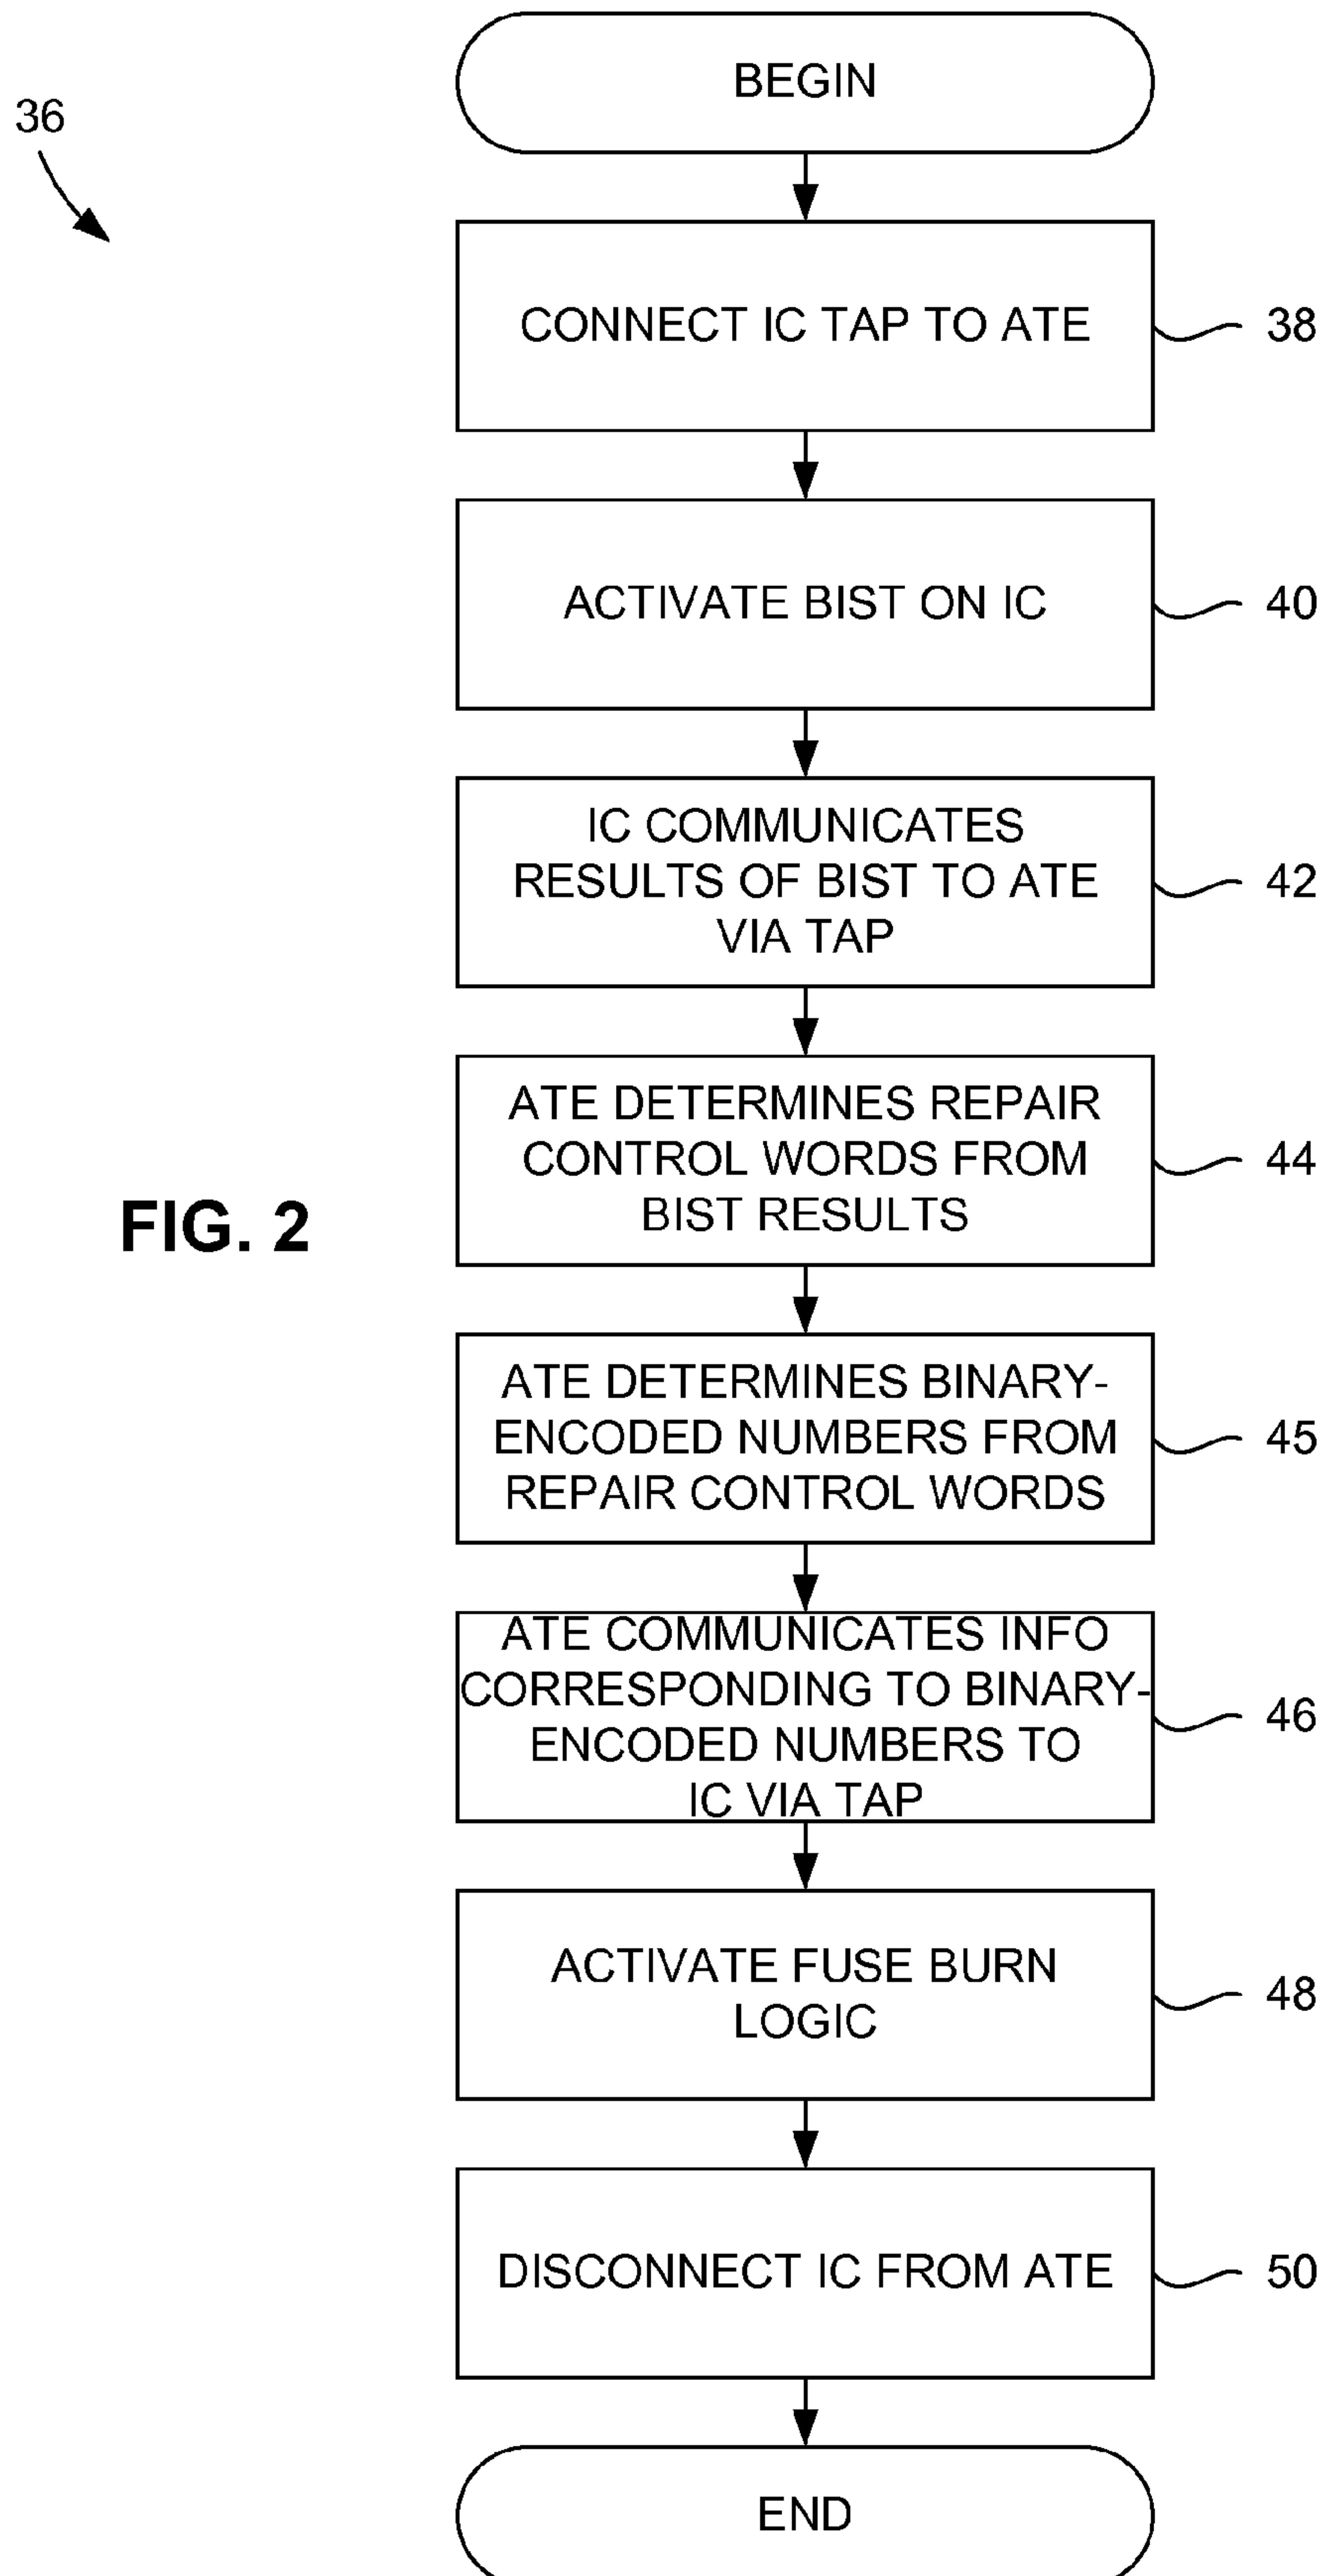 BEGIN
36
CONNECT IC TAP TO ATE
38
ACTIVATE BIST ON IC
40
IC COMMUNICATES
RESULTS OF BIST TO ATE
VIA TAP
42
ATE DETERMINES REPAIR
CONTROL WORDS FROM
BIST RESULTS
44
FIG. 2
ATE DETERMINES BINARY-
ENCODED NUMBERS FROM
REPAIR CONTROL WORDS
45
ATE COMMUNICATES INFO
CORRESPONDING TO BINARY-
ENCODED NUMBERS TO
IC VIA TAP
46
ACTIVATE FUSE BURN
LOGIC
48
DISCONNECT IC FROM ATE
50
END